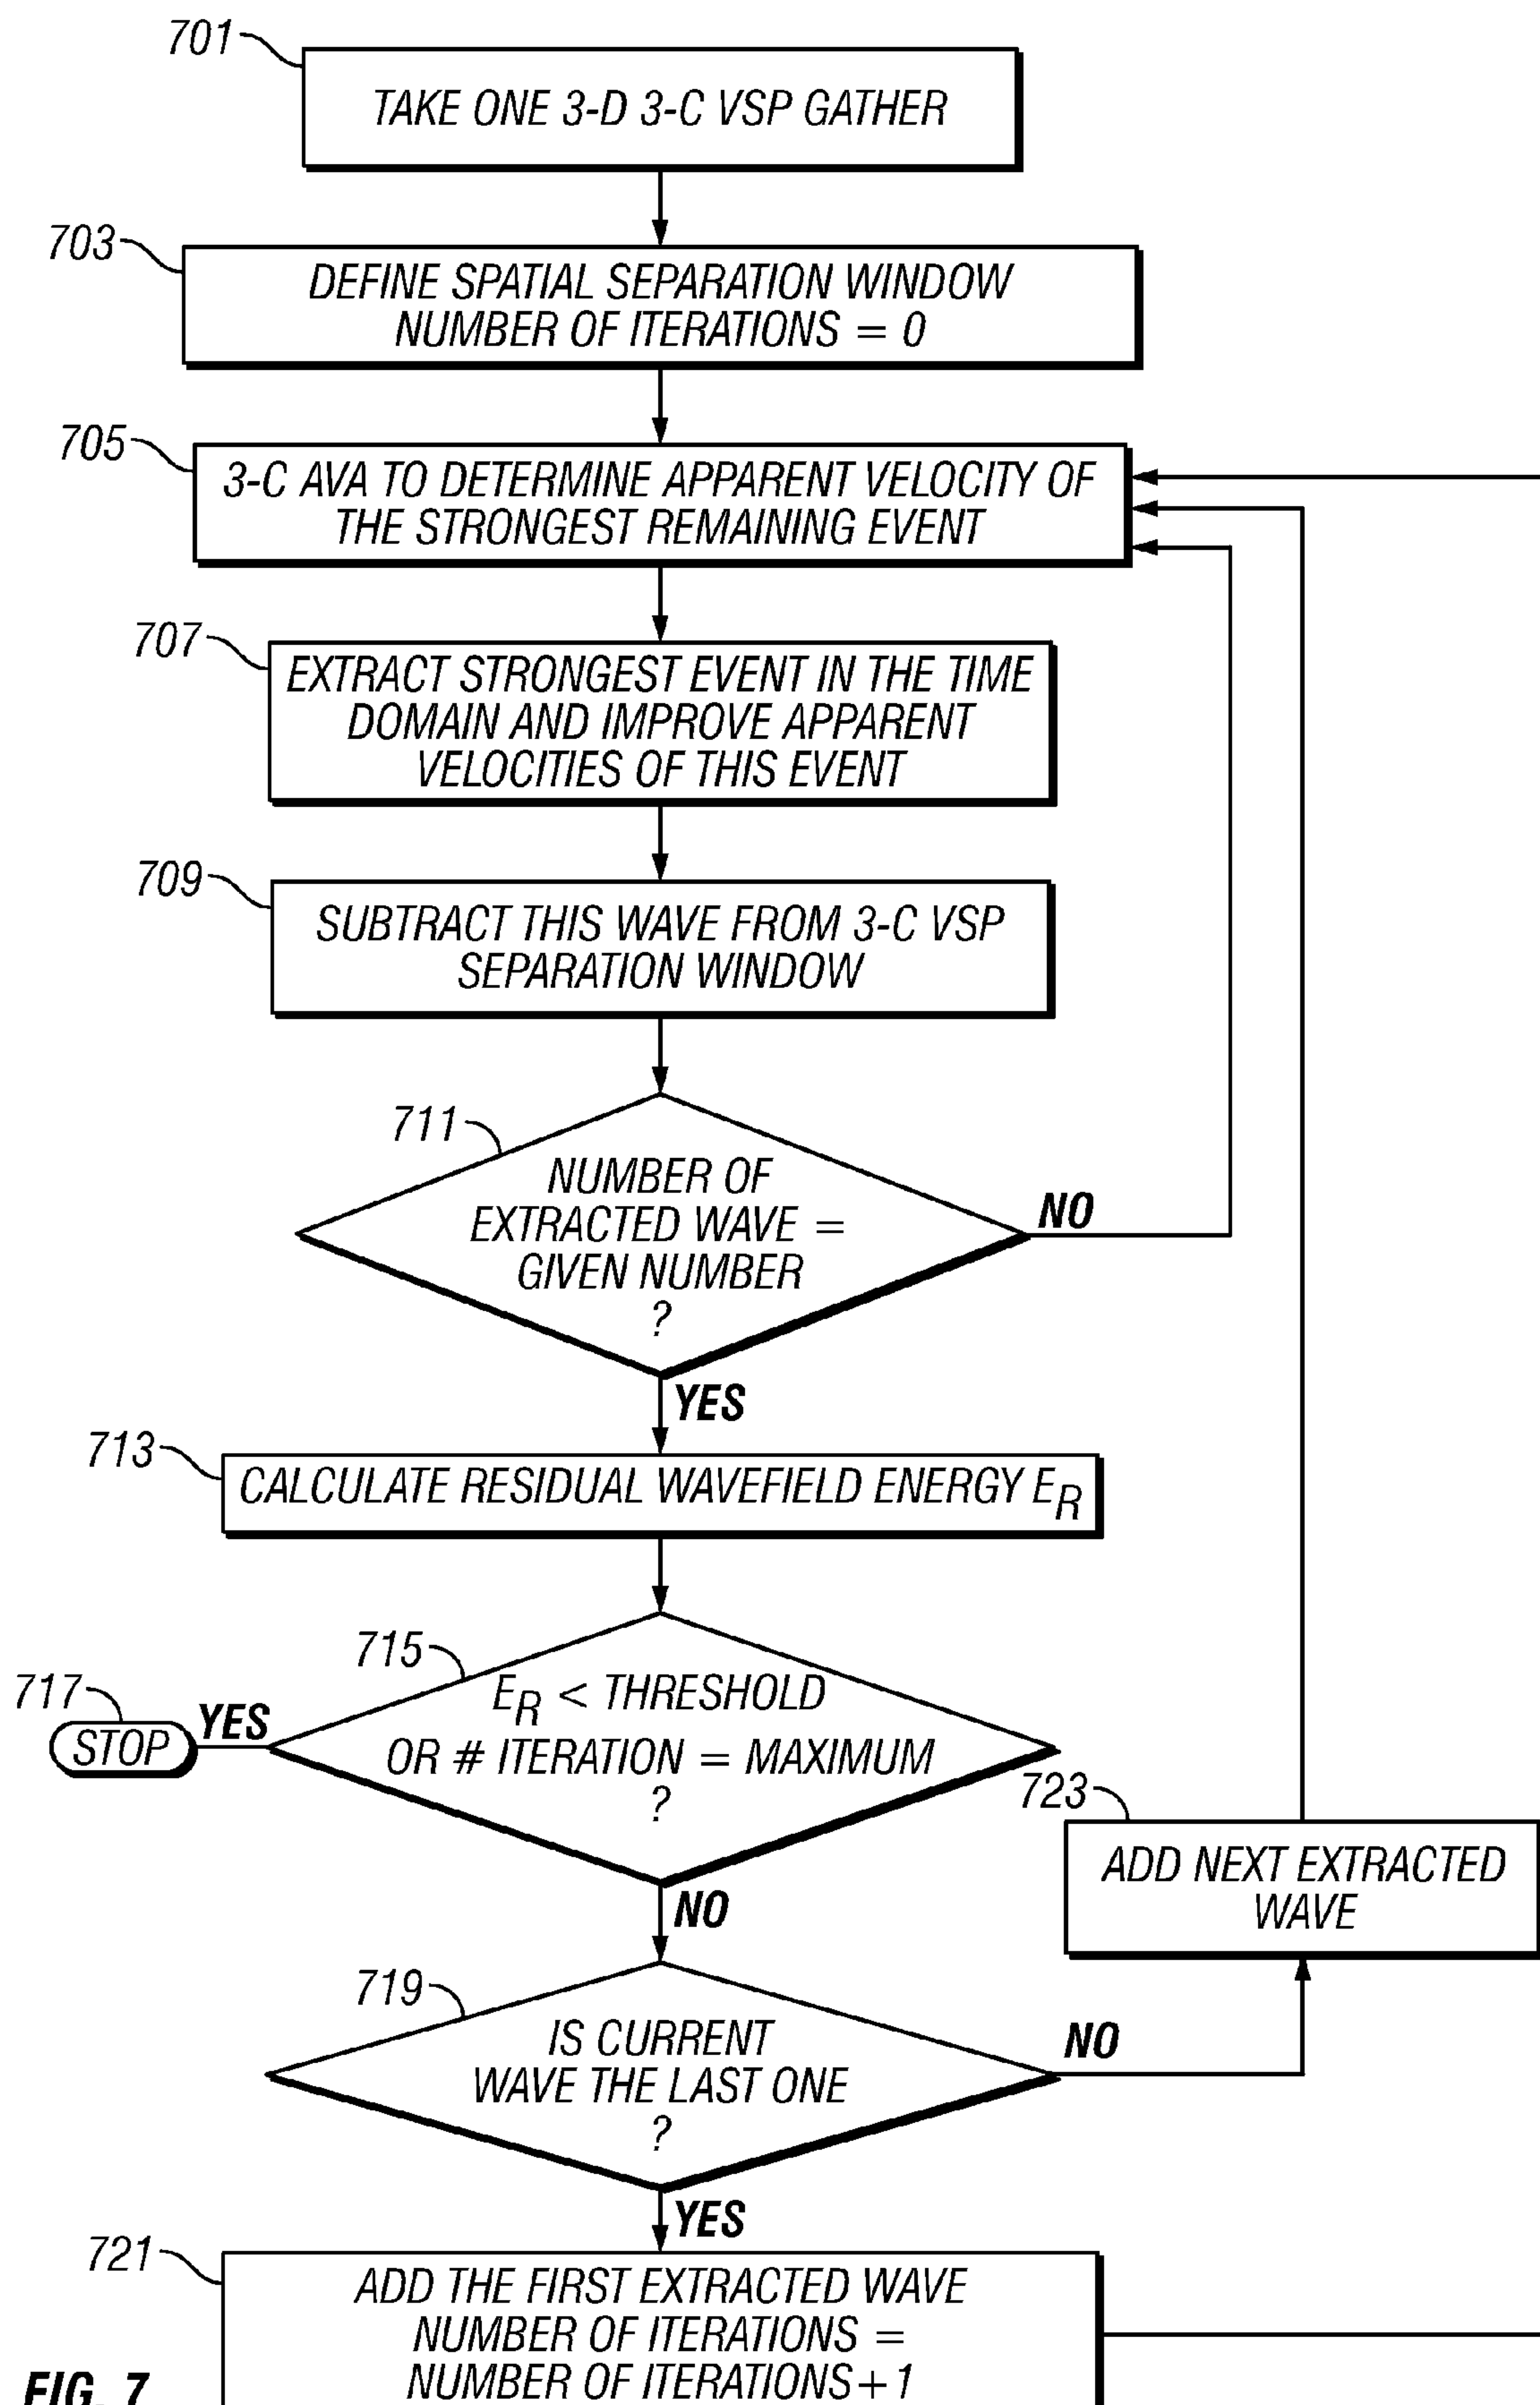 701
TAKE ONE 3-D 3-C VSP GATHER
703
DEFINE SPATIAL SEPARATION WINDOW
NUMBER OF ITERATIONS = 0
705
3-C AVA TO DETERMINE APPARENT VELOCITY OF
THE STRONGEST REMAINING EVENT
707
EXTRACT STRONGEST EVENT IN THE TIME
DOMAIN AND IMPROVE APPARENT
VELOCITIES OF THIS EVENT
709
SUBTRACT THIS WAVE FROM 3-C VSP
SEPARATION WINDOW
711
NUMBER OF
EXTRACTED WAVE =
GIVEN NUMBER
?
NO
YES
713
CALCULATE RESIDUAL WAVEFIELD ENERGY ER
715
ER < THRESHOLD
OR # ITERATION = MAXIMUM
?
717
STOP
YES
NO
723
ADD NEXT EXTRACTED
WAVE
719
IS CURRENT
WAVE THE LAST ONE
?
NO
YES
721
ADD THE FIRST EXTRACTED WAVE
NUMBER OF ITERATIONS =
NUMBER OF ITERATIONS+1
FIG. 7